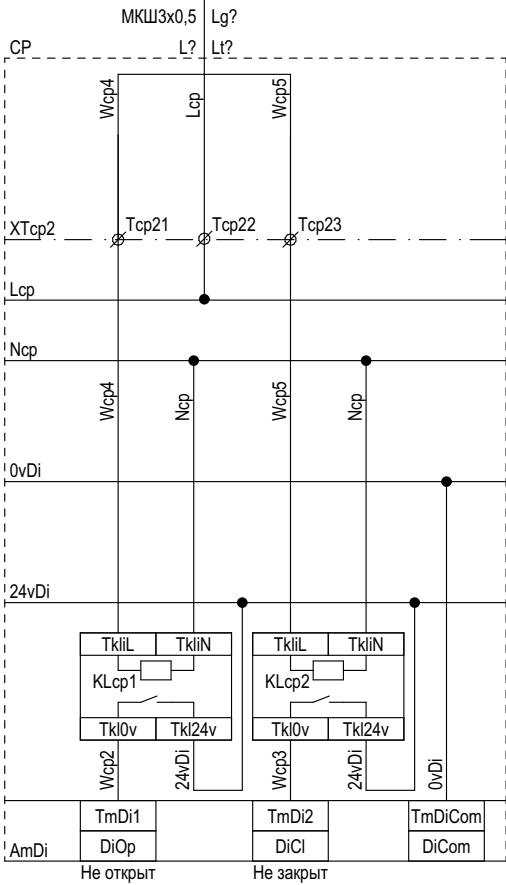 МКШ3х0,5 Lg?
CP L? Lt?
Wcp4 Lcp Wcp5
XTcp2 Tcp21 Tcp22 Tcp23
Lcp
Ncp
Wcp4 Ncp Wcp5 Ncp
0vDi
24vDi
TkliL TkliN TkliL TkliN
KLcp1 KLcp2
Tkl0v Tkl24v Tkl0v Tkl24v
Wcp2 24vDi Wcp3 24vDi 0vDi
TmDi1 TmDi2 TmDiCom
AmDi DiOp DiCl DiCom
Не открыт Не закрыт